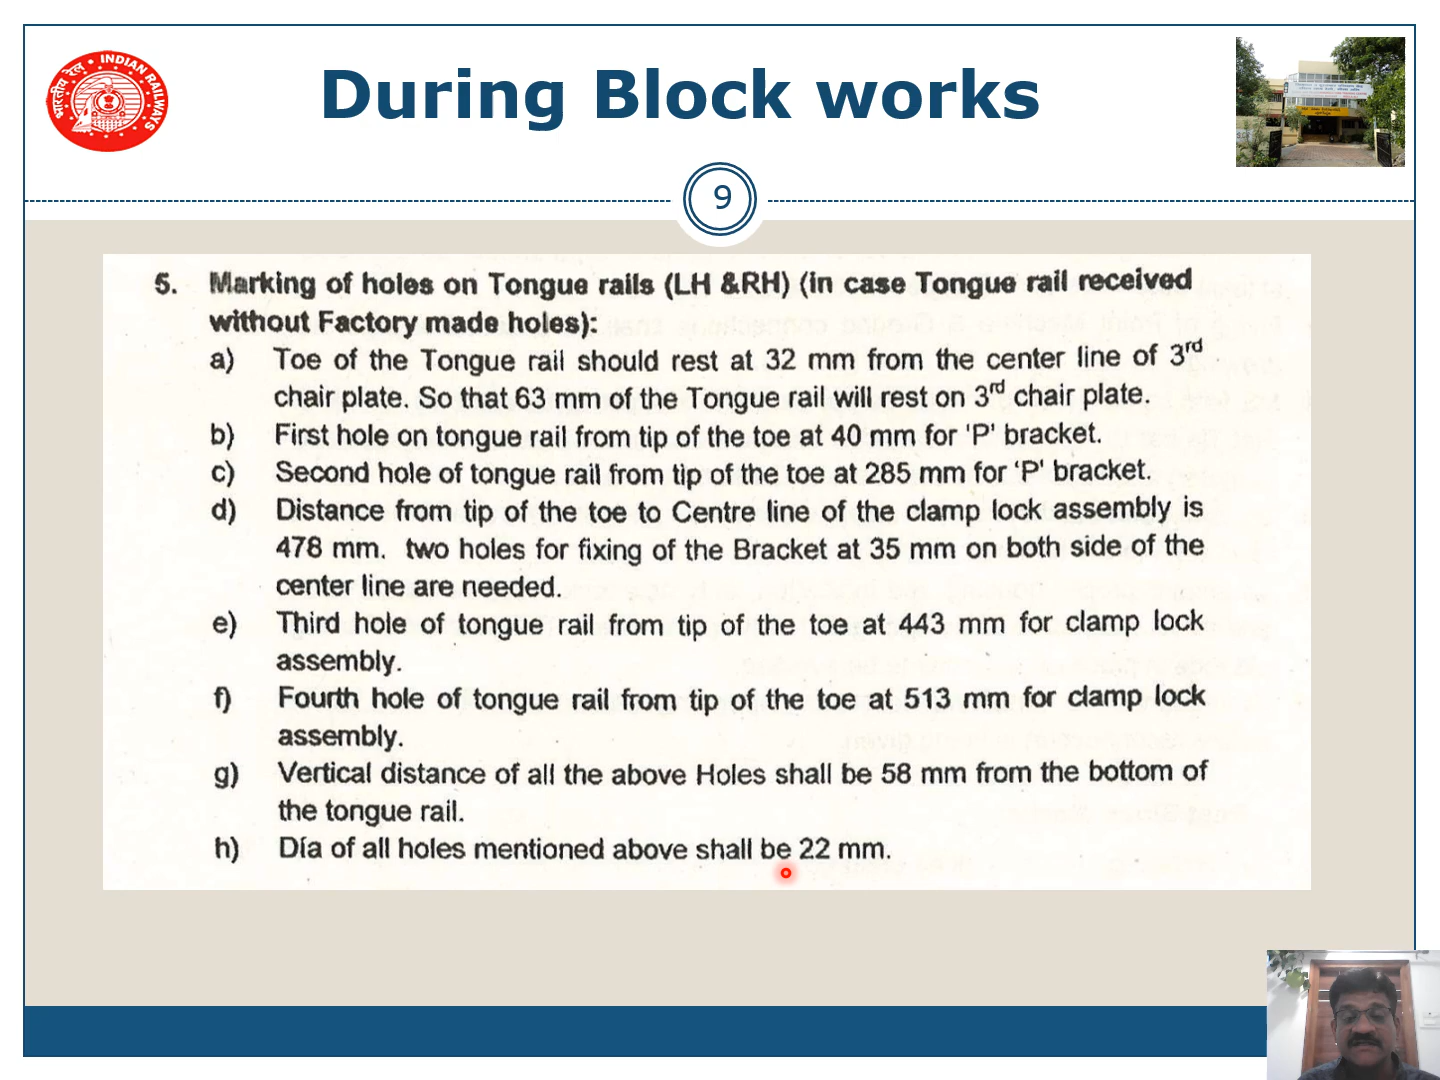 INDIAN RAILWAYS
भारतीय रेल
During Block works
9
5. Marking of holes on Tongue rails (LH &RH) (in case Tongue rail received
without Factory made holes):
a) Toe of the Tongue rail should rest at 32 mm from the center line of 3rd
chair plate. So that 63 mm of the Tongue rail will rest on 3rd chair plate.
b) First hole on tongue rail from tip of the toe at 40 mm for 'P' bracket.
c) Second hole of tongue rail from tip of the toe at 285 mm for 'P' bracket.
d) Distance from tip of the toe to Centre line of the clamp lock assembly is
478 mm. two holes for fixing of the Bracket at 35 mm on both side of the
center line are needed.
e) Third hole of tongue rail from tip of the toe at 443 mm for clamp lock
assembly.
f) Fourth hole of tongue rail from tip of the toe at 513 mm for clamp lock
assembly.
g) Vertical distance of all the above Holes shall be 58 mm from the bottom of
the tongue rail.
h) Día of all holes mentioned above shall be 22 mm.